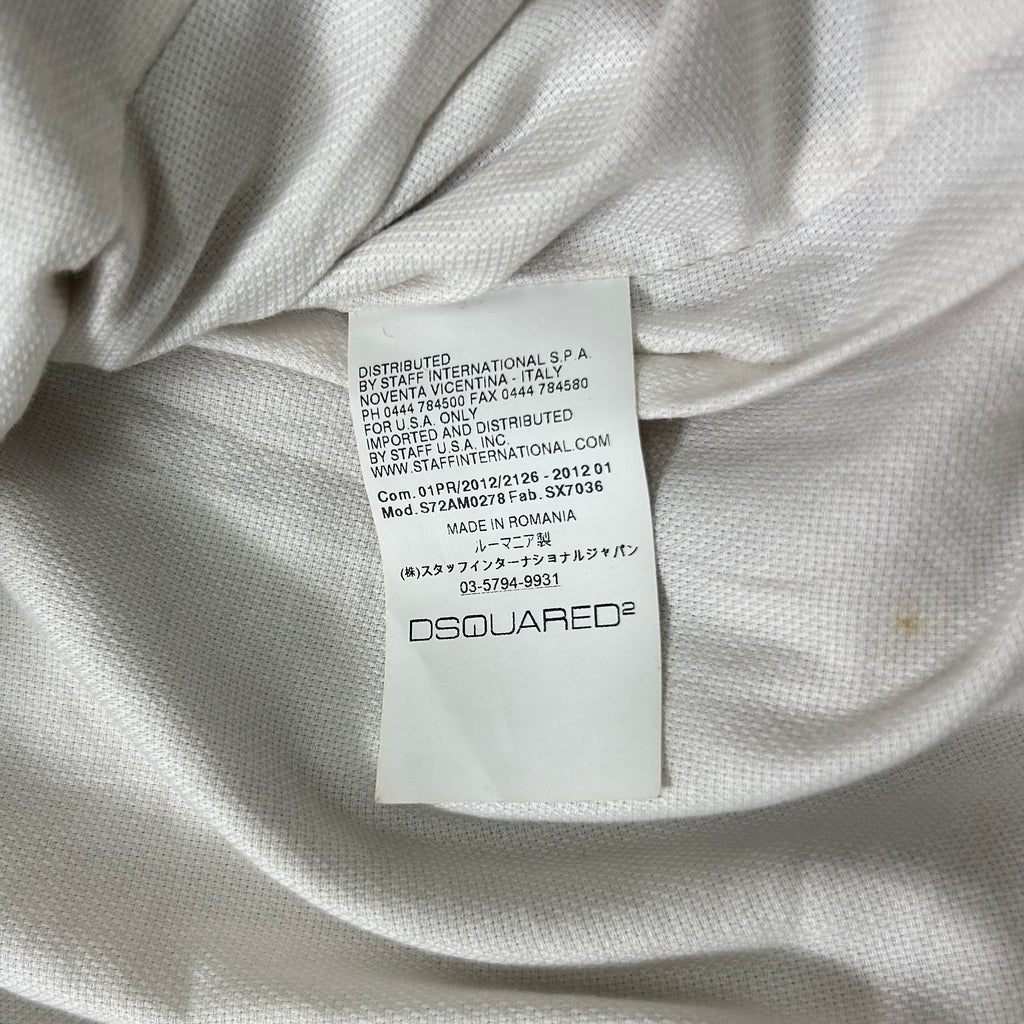 DISTRIBUTED
BY STAFF INTERNATIONAL S.P.A.
NOVENTA VICENTINA - ITALY
PH 0444 784500 FAX 0444 784580
FOR U.S.A. ONLY
IMPORTED AND DISTRIBUTED
BY STAFF U.S.A. INC.
WWW.STAFFINTERNATIONAL.COM
Com. 01PR/2012/2126 - 2012 01
Mod. S72AM0278 Fab. SX7036
MADE IN ROMANIA
ルーマニア製
(株)スタッフインターナショナルジャパン
03-5794-9931
DSQUARED²